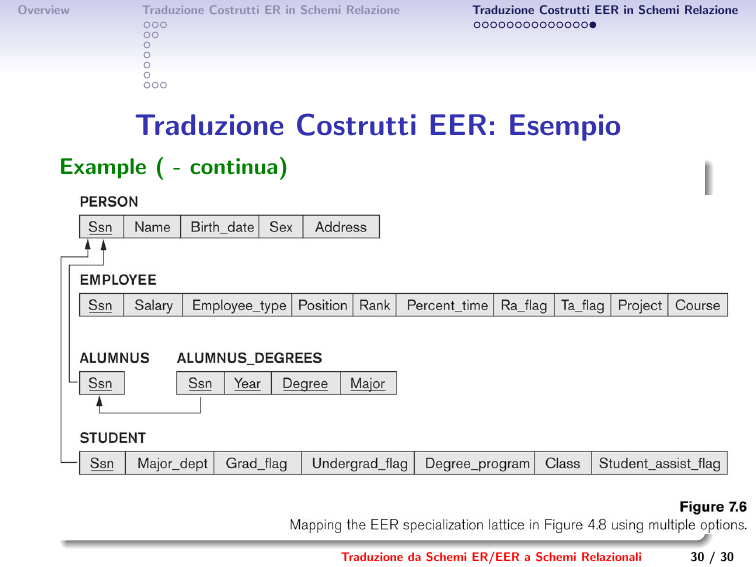 Overview Traduzione Costrutti ER in Schemi Relazione Traduzione Costrutti EER in Schemi Relazione
Traduzione Costrutti EER: Esempio
Example ( - continua)
PERSON
Ssn Name Birth_date Sex Address
EMPLOYEE
Ssn Salary Employee_type Position Rank Percent_time Ra_flag Ta_flag Project Course
ALUMNUS ALUMNUS_DEGREES
Ssn Ssn Year Degree Major
STUDENT
Ssn Major_dept Grad_flag Undergrad_flag Degree_program Class Student_assist_flag
Figure 7.6
Mapping the EER specialization lattice in Figure 4.8 using multiple options.
Traduzione da Schemi ER/EER a Schemi Relazionali 30 / 30